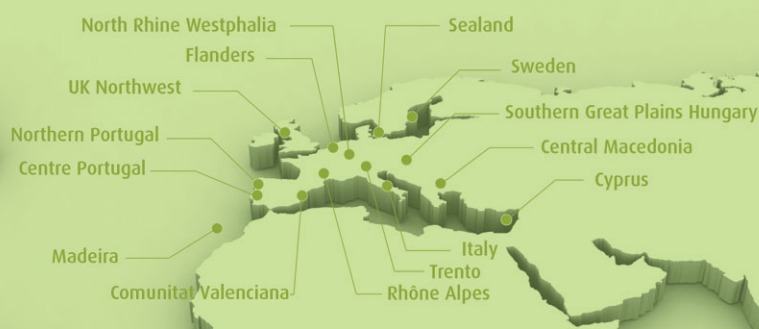 North Rhine Westphalia
Sealand
Flanders
Sweden
UK Northwest
Southern Great Plains Hungary
Northern Portugal
Central Macedonia
Centre Portugal
Cyprus
Italy
Madeira
Trento
Comunitat Valenciana
Rhône Alpes